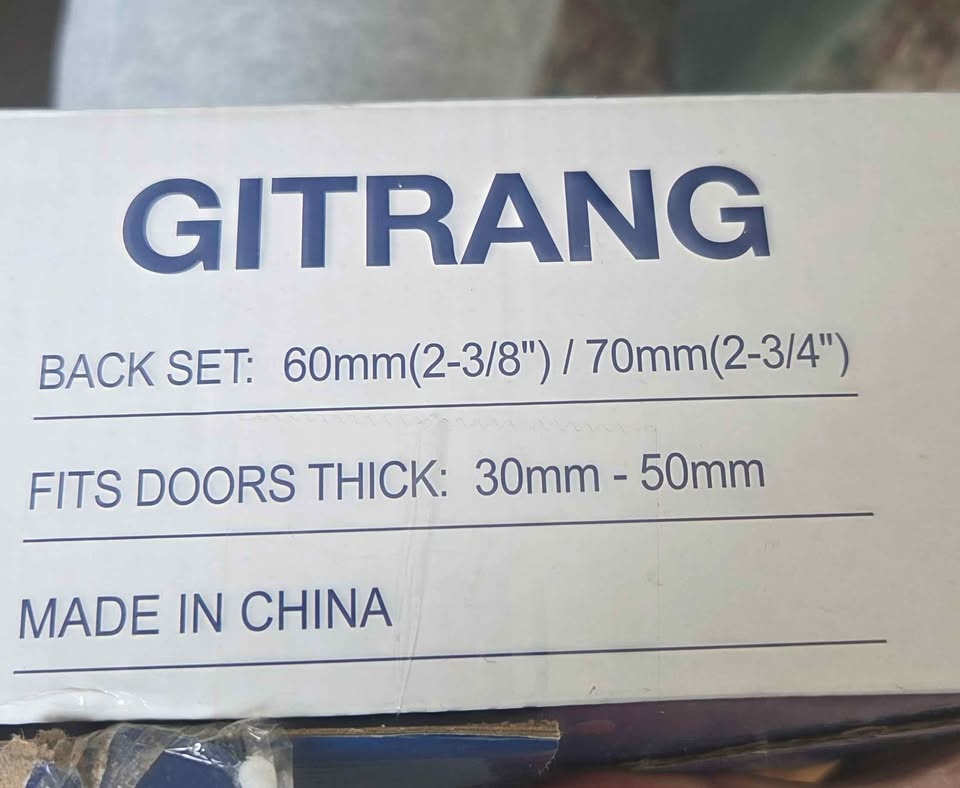 GITRANG
BACK SET: 60mm(2-3/8") / 70mm(2-3/4")
FITS DOORS THICK: 30mm - 50mm
MADE IN CHINA